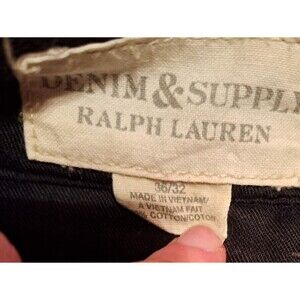 DENIM & SUPPLY
RALPH LAUREN
36/32
MADE IN VIETNAM/
A VIETNAM FAIT
% COTTON/COTON